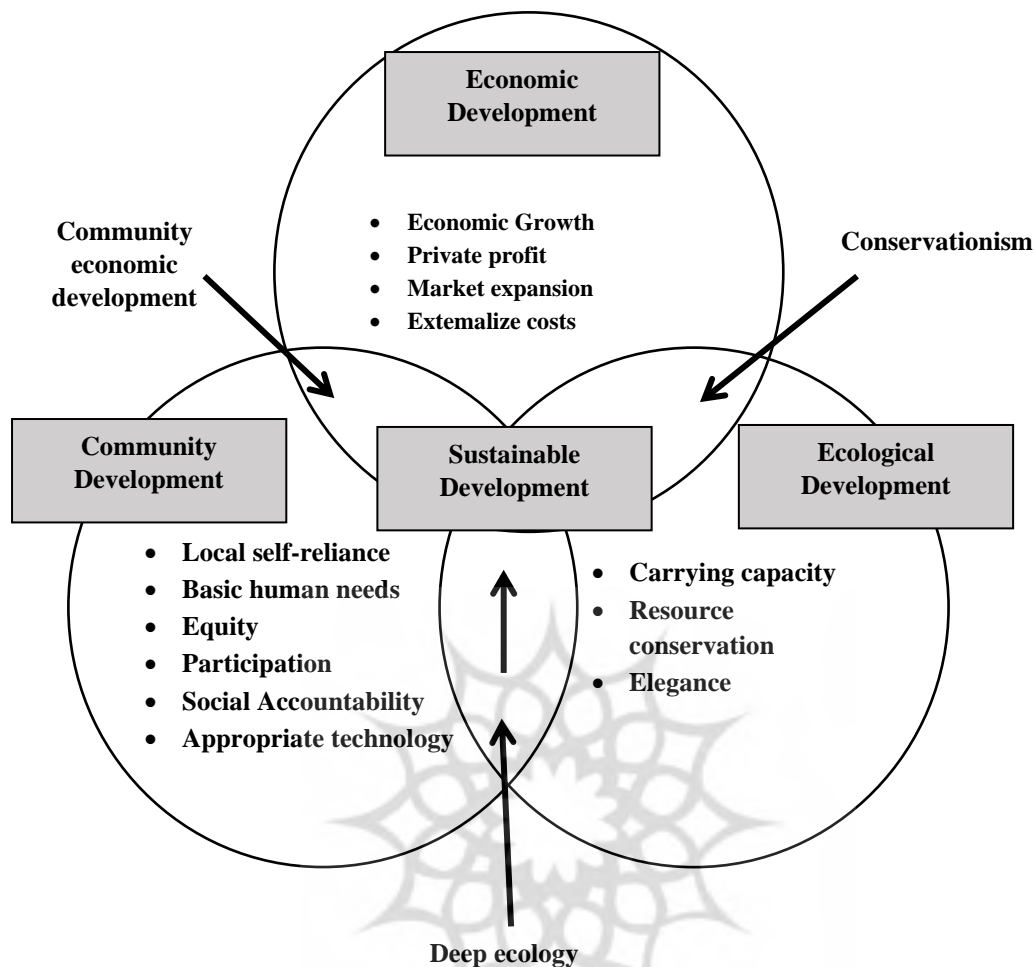 Economic
Development
• Economic Growth
• Private profit
• Market expansion
• Extemalize costs
Community
economic
development
Conservationism
Community
Development
Sustainable
Development
Ecological
Development
• Local self-reliance
• Basic human needs
• Equity
• Participation
• Social Accountability
• Appropriate technology
• Carrying capacity
• Resource
conservation
• Elegance
Deep ecology